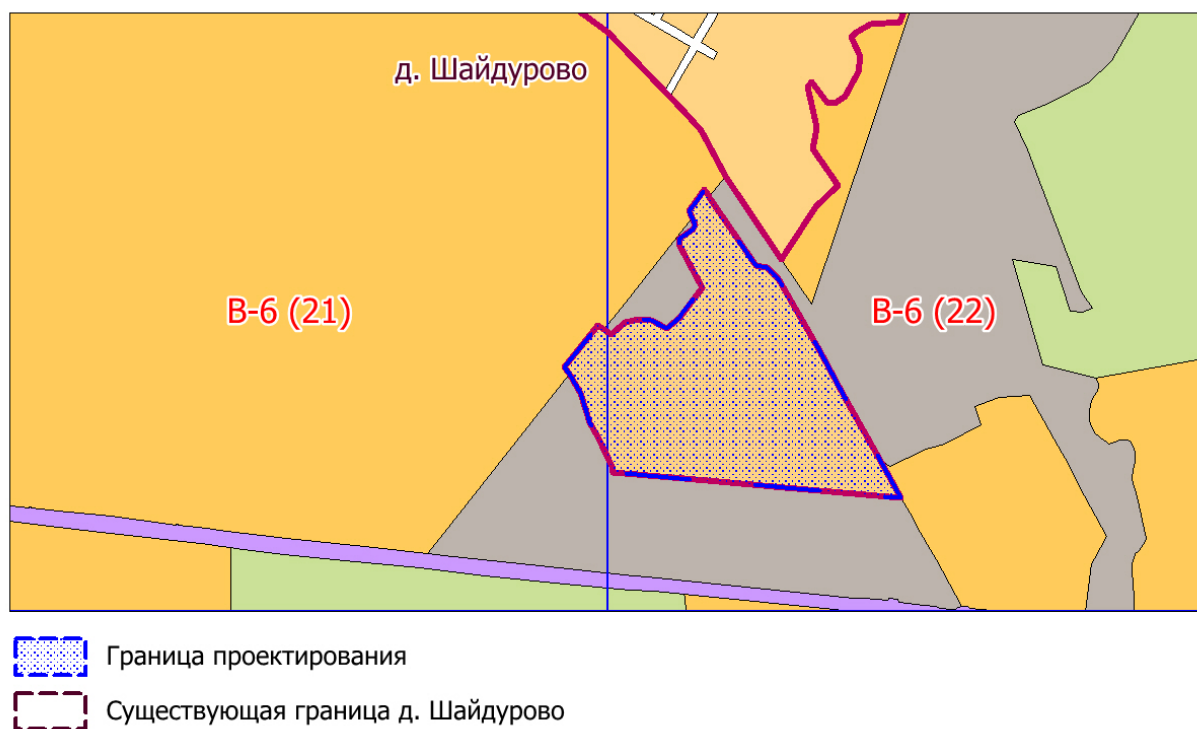 д. Шайдурово
В-6 (21)
В-6 (22)
Граница проектирования
Существующая граница д. Шайдурово